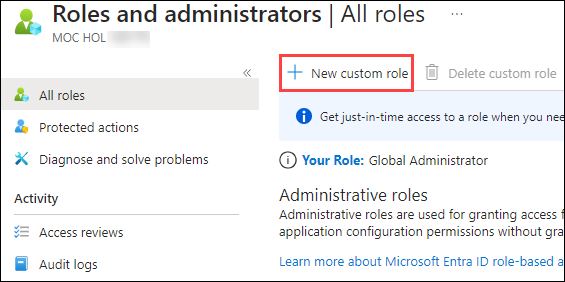 Roles and administrators | All roles ...
MOC HOL
«
All roles
Protected actions
Diagnose and solve problems
Activity
Access reviews
Audit logs
+ New custom role
Delete custom role
Get just-in-time access to a role when you nee
Your Role: Global Administrator
Administrative roles
Administrative roles are used for granting access f
application configuration permissions without gra
Learn more about Microsoft Entra ID role-based a